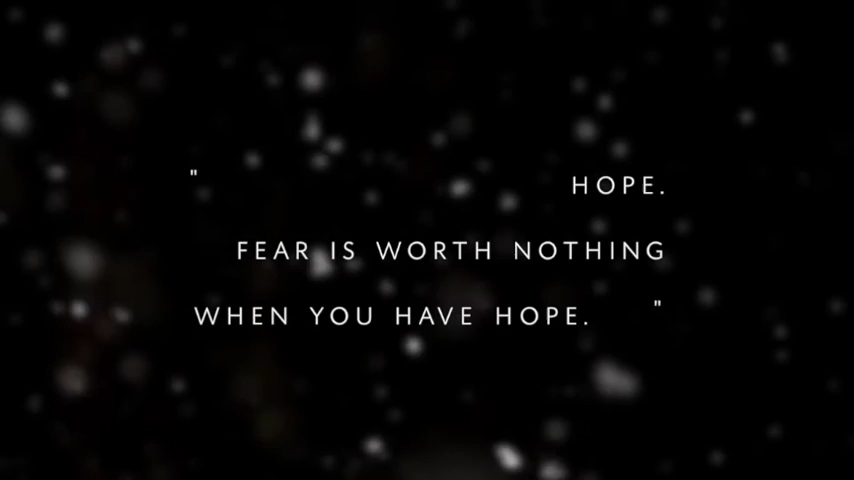 " HOPE.
FEAR IS WORTH NOTHING
WHEN YOU HAVE HOPE. "